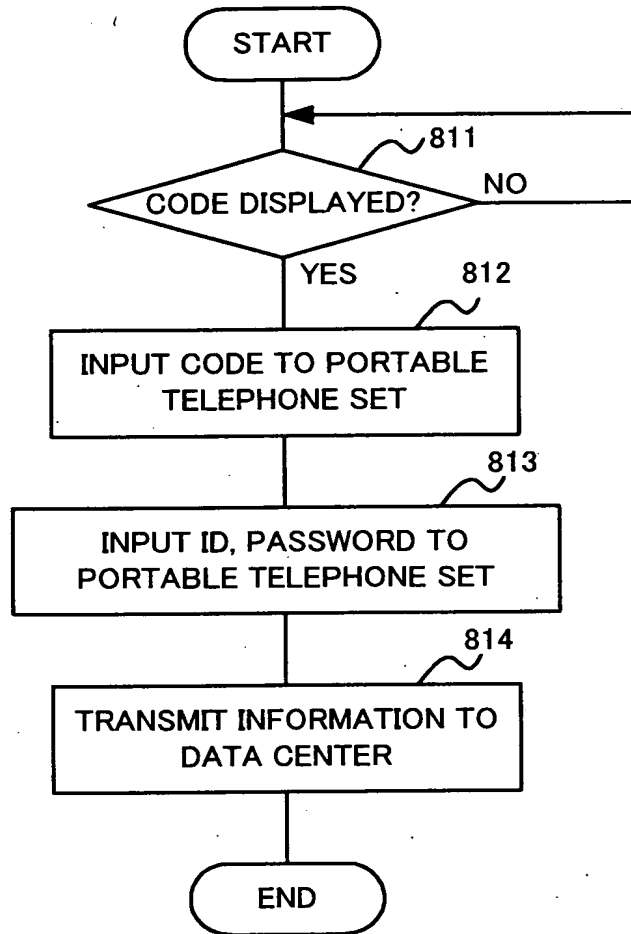 START
811
CODE DISPLAYED?
NO
YES
812
INPUT CODE TO PORTABLE
TELEPHONE SET
813
INPUT ID, PASSWORD TO
PORTABLE TELEPHONE SET
814
TRANSMIT INFORMATION TO
DATA CENTER
END